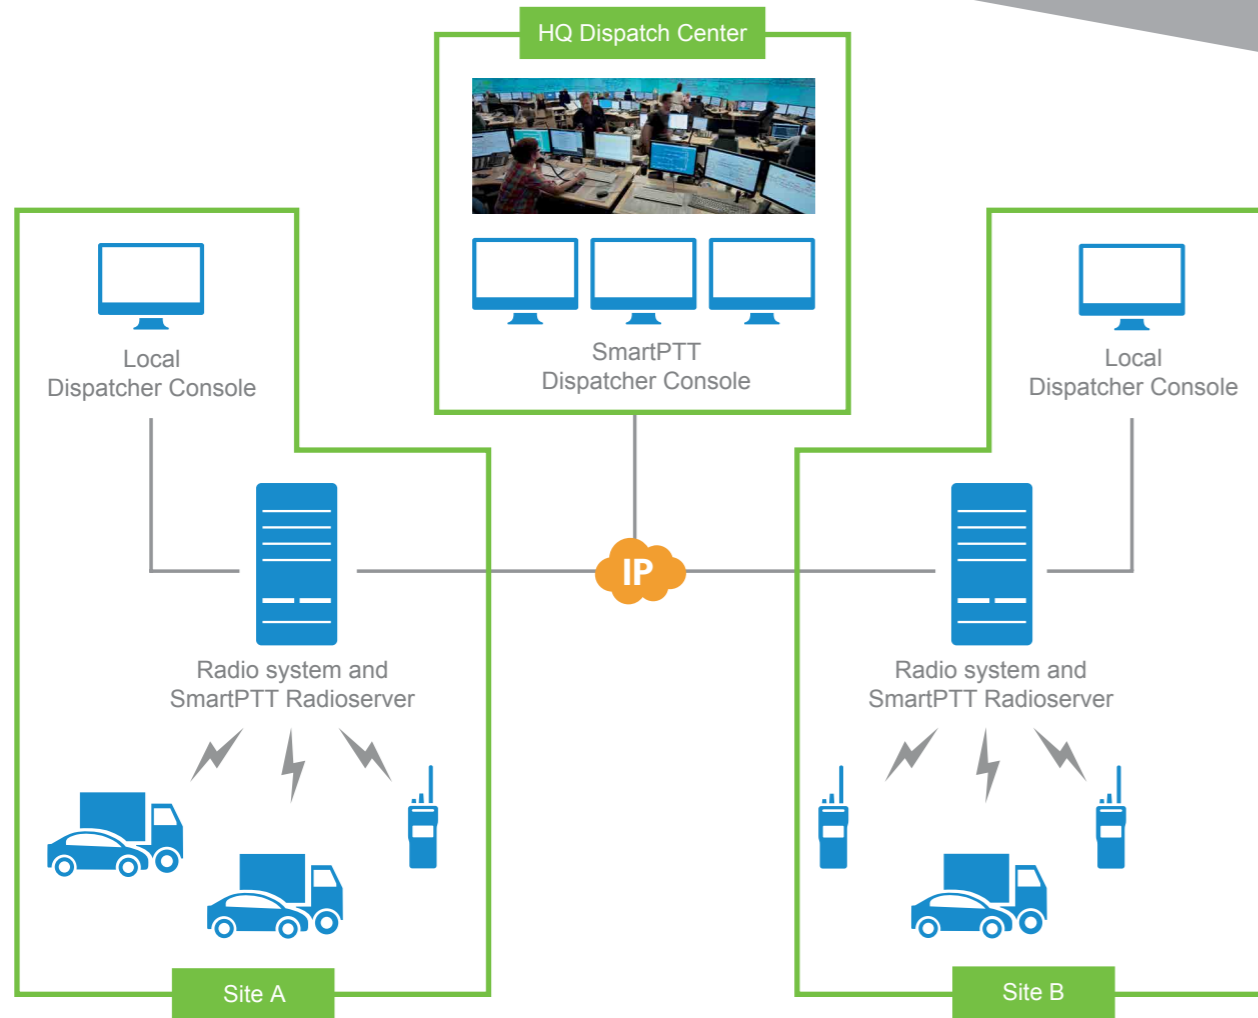 HQ Dispatch Center
SmartPTT
Dispatcher Console
Local
Dispatcher Console
Local
Dispatcher Console
IP
Radio system and
SmartPTT Radioserver
Radio system and
SmartPTT Radioserver
Site A
Site B